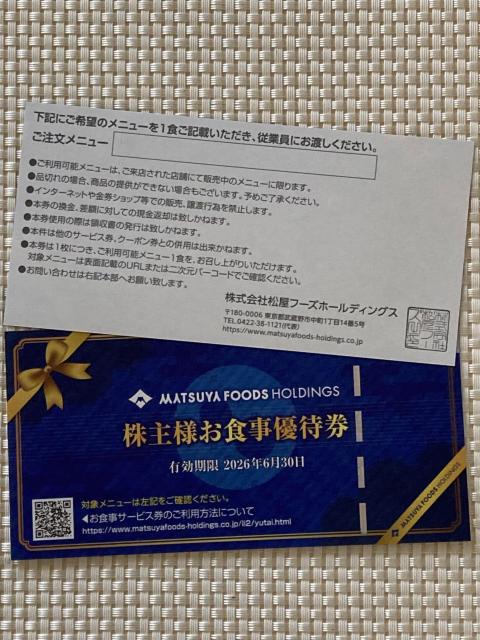 下記にご希望のメニューを1食ご記載いただき、従業員にお渡しください。
ご注文メニュー
●ご利用可能メニューは、ご来店された店舗にて販売中のメニューに限ります。
●品切れの場合、商品の提供ができない場合もございます。予めご了承ください。
●インターネットや金券ショップ等での販売、譲渡行為を禁止します。
●本券の換金、差額に対しての現金返却は致しかねます。
●本券使用の際は領収書の発行は致しかねます。
●本件は他のサービス券、クーポン券との併用は出来かねます。
●本券は1枚につき、ご利用可能メニュー1食を、お召し上がりいただけます。
対象メニューは表面記載のURLまたは二次元バーコードでご確認ください。
●お問い合わせは右記本部へお願い致します。
株式会社松屋フーズホールディングス
〒180-0006 東京都武蔵野市中町1丁目14番5号
TEL.0422-38-1121(代表)
https://www.matsuyafoods-holdings.co.jp
MATSUYA FOODS HOLDINGS
株主様お食事優待券
有効期限 2026年6月30日
対象メニューは左記をご確認ください。
◀お食事サービス券のご利用方法について
https://www.matsuyafoods-holdings.co.jp/ir2/yutai.html
MATSUYA FOODS HOLDINGS